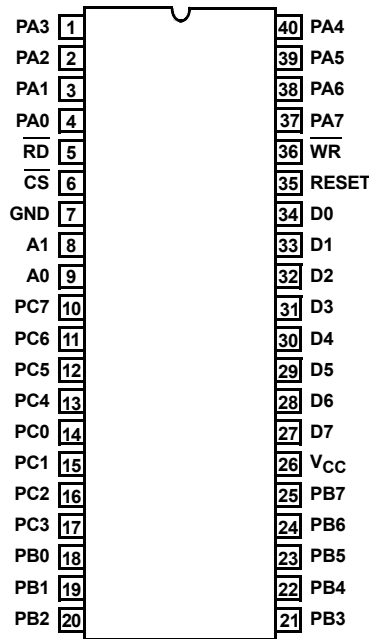 PA3 1 40 PA4
PA2 2 39 PA5
PA1 3 38 PA6
PA0 4 37 PA7
R̅D̅ 5 36 W̅R̅
C̅S̅ 6 35 RESET
GND 7 34 D0
A1 8 33 D1
A0 9 32 D2
PC7 10 31 D3
PC6 11 30 D4
PC5 12 29 D5
PC4 13 28 D6
PC0 14 27 D7
PC1 15 26 VCC
PC2 16 25 PB7
PC3 17 24 PB6
PB0 18 23 PB5
PB1 19 22 PB4
PB2 20 21 PB3